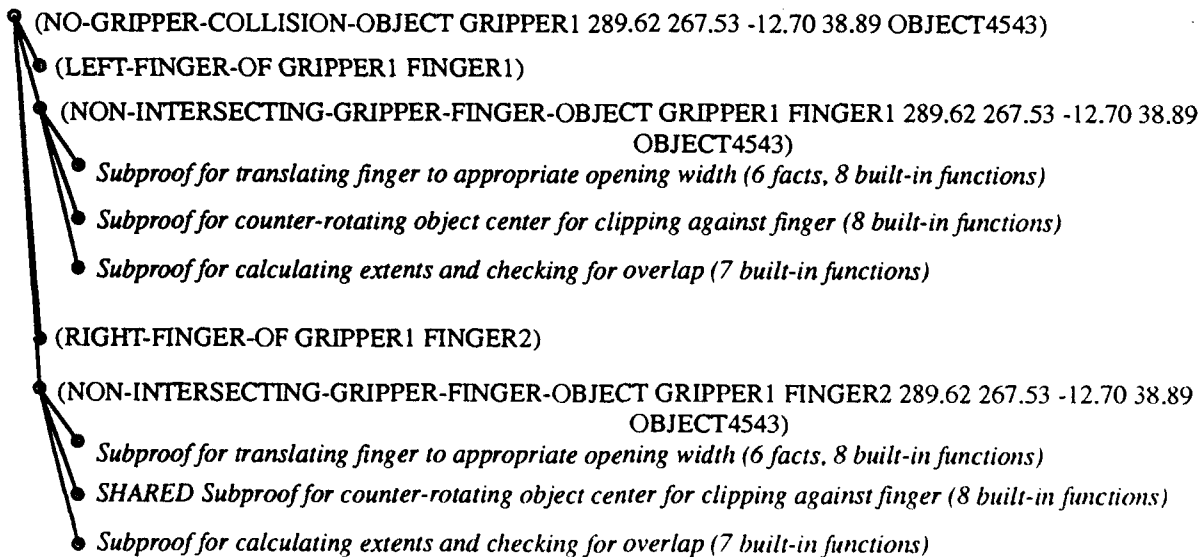 (NO-GRIPPER-COLLISION-OBJECT GRIPPER1 289.62 267.53 -12.70 38.89 OBJECT4543)
(LEFT-FINGER-OF GRIPPER1 FINGER1)
(NON-INTERSECTING-GRIPPER-FINGER-OBJECT GRIPPER1 FINGER1 289.62 267.53 -12.70 38.89
OBJECT4543)
Subproof for translating finger to appropriate opening width (6 facts, 8 built-in functions)
Subproof for counter-rotating object center for clipping against finger (8 built-in functions)
Subproof for calculating extents and checking for overlap (7 built-in functions)
(RIGHT-FINGER-OF GRIPPER1 FINGER2)
(NON-INTERSECTING-GRIPPER-FINGER-OBJECT GRIPPER1 FINGER2 289.62 267.53 -12.70 38.89
OBJECT4543)
Subproof for translating finger to appropriate opening width (6 facts, 8 built-in functions)
SHARED Subproof for counter-rotating object center for clipping against finger (8 built-in functions)
Subproof for calculating extents and checking for overlap (7 built-in functions)